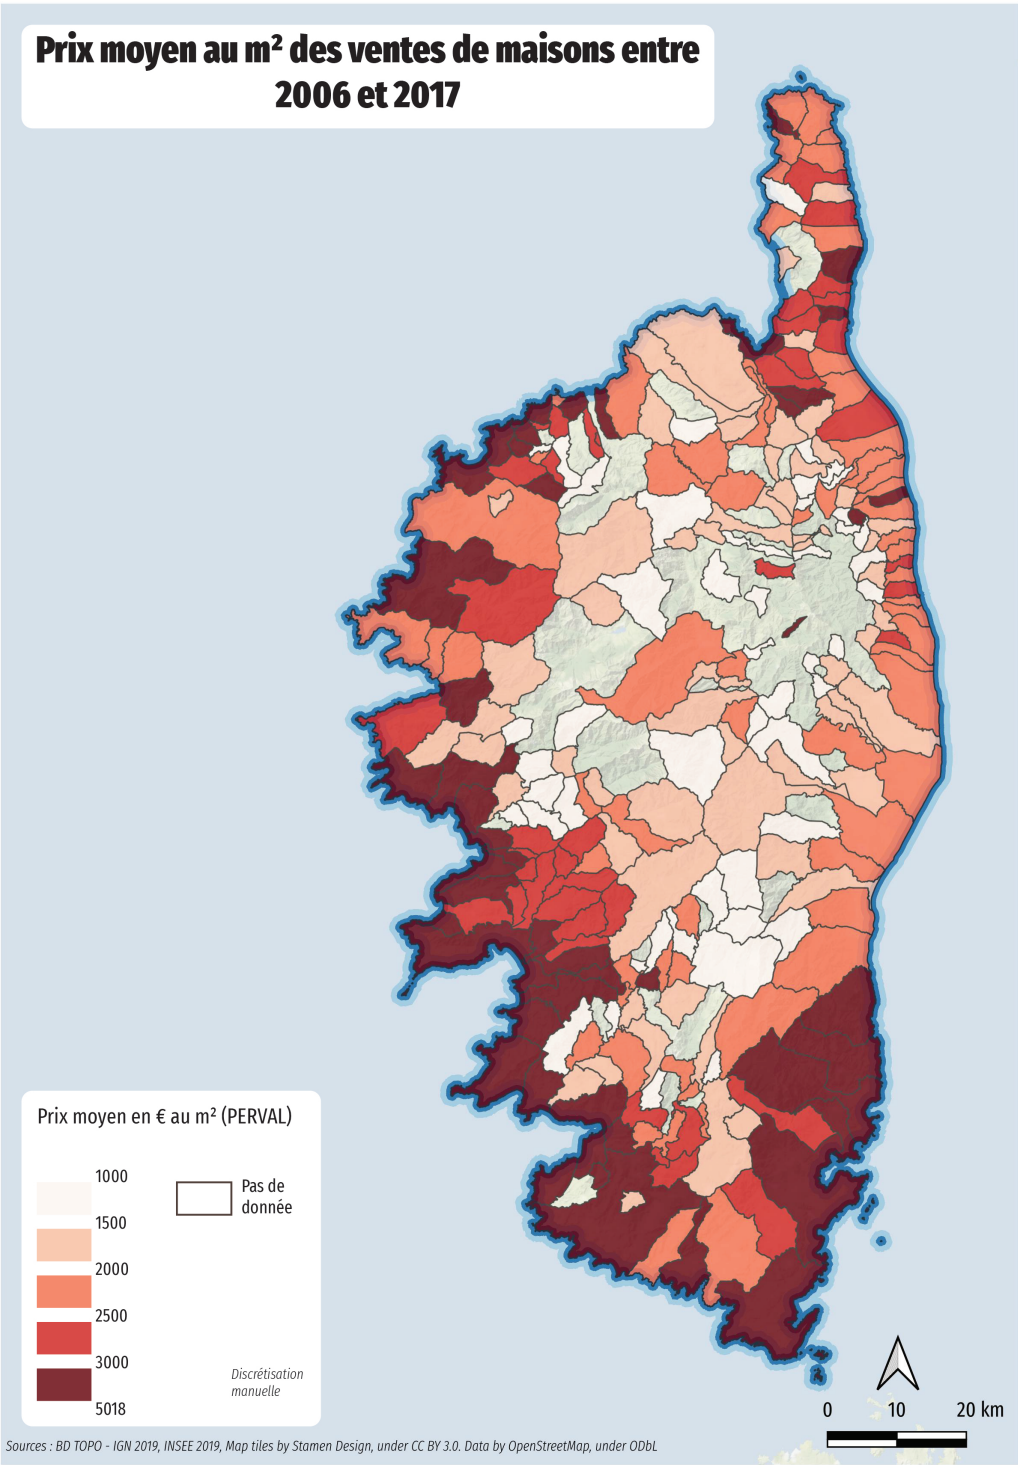 Prix moyen au m² des ventes de maisons entre
2006 et 2017
Prix moyen en € au m² (PERVAL)
1000
1500
2000
2500
3000
5018
Pas de
donnée
Discrétisation
manuelle
0 10 20 km
Sources : BD TOPO - IGN 2019, INSEE 2019, Map tiles by Stamen Design, under CC BY 3.0. Data by OpenStreetMap, under ODbL